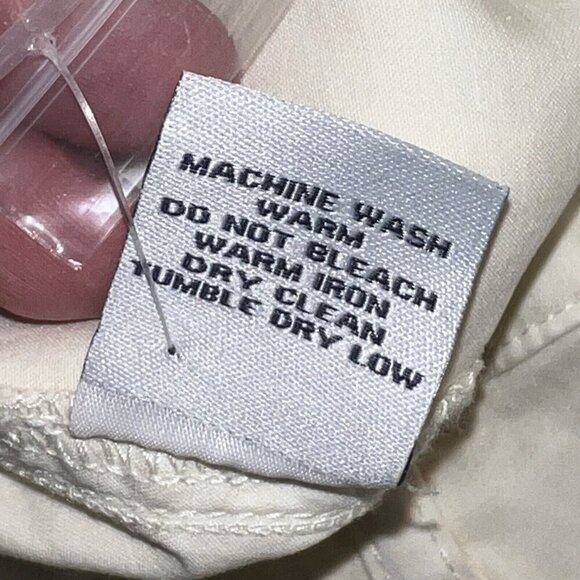 MACHINE WASH
WARM
DO NOT BLEACH
WARM IRON
DRY CLEAN
TUMBLE DRY LOW